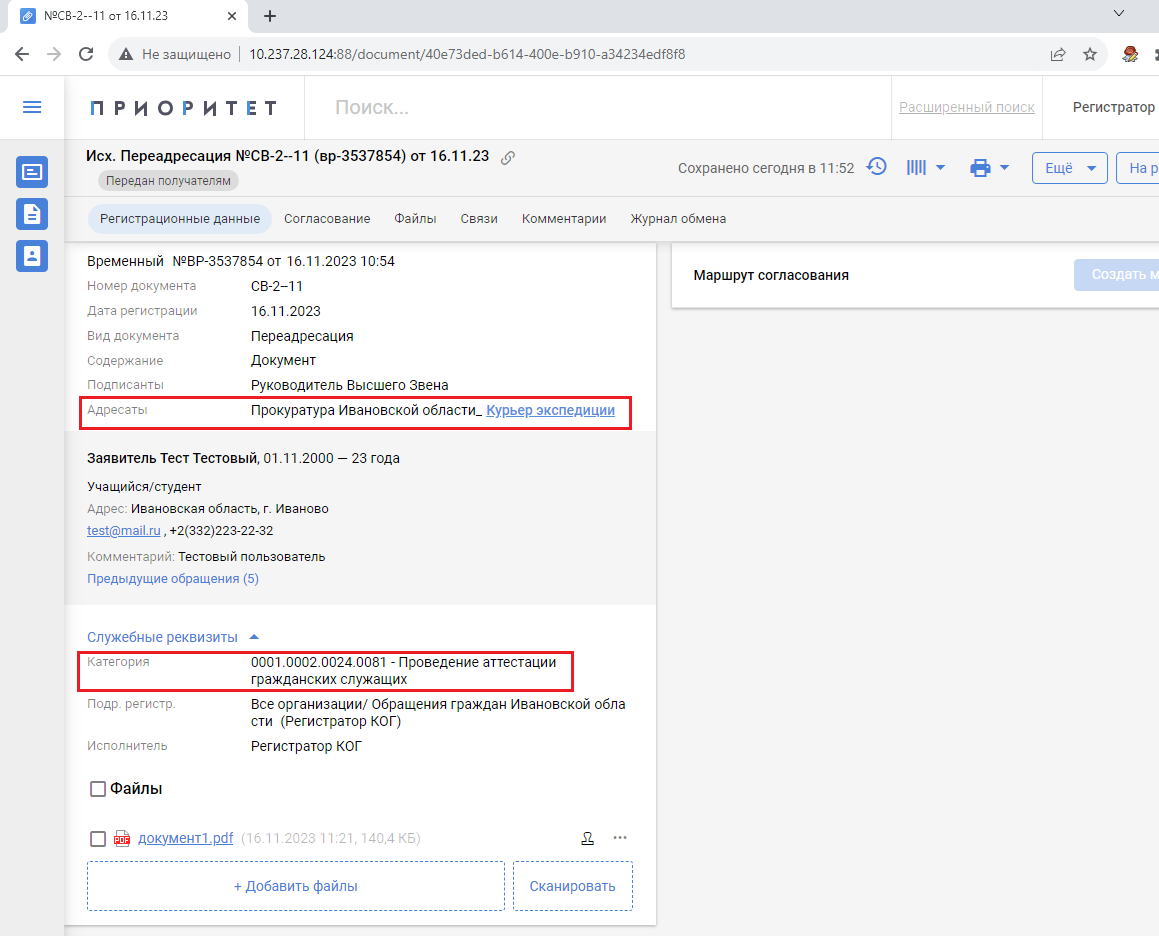 №СВ-2--11 от 16.11.23
Не защищено
10.237.28.124:88/document/40e73ded-b614-400e-b910-a34234edf8f8
ПРИОРИТЕТ
Поиск...
Расширенный поиск
Регистратор
Исх. Переадресация №СВ-2--11 (вр-3537854) от 16.11.23
Передан получателям
Сохранено сегодня в 11:52
Ещё
На р
Регистрационные данные
Согласование
Файлы
Связи
Комментарии
Журнал обмена
Временный №ВР-3537854 от 16.11.2023 10:54
Номер документа СВ-2--11
Дата регистрации 16.11.2023
Вид документа Переадресация
Содержание Документ
Подписанты Руководитель Высшего Звена
Адресаты Прокуратура Ивановской области_ Курьер экспедиции
Маршрут согласования
Создать м
Заявитель Тест Тестовый, 01.11.2000 — 23 года
Учащийся/студент
Адрес: Ивановская область, г. Иваново
test@mail.ru , +2(332)223-22-32
Комментарий: Тестовый пользователь
Предыдущие обращения (5)
Служебные реквизиты
Категория 0001.0002.0024.0081 - Проведение аттестации
гражданских служащих
Подр. регистр. Все организации/ Обращения граждан Ивановской обла
сти (Регистратор КОГ)
Исполнитель Регистратор КОГ
Файлы
PDF документ1.pdf (16.11.2023 11:21, 140,4 КБ)
+ Добавить файлы
Сканировать